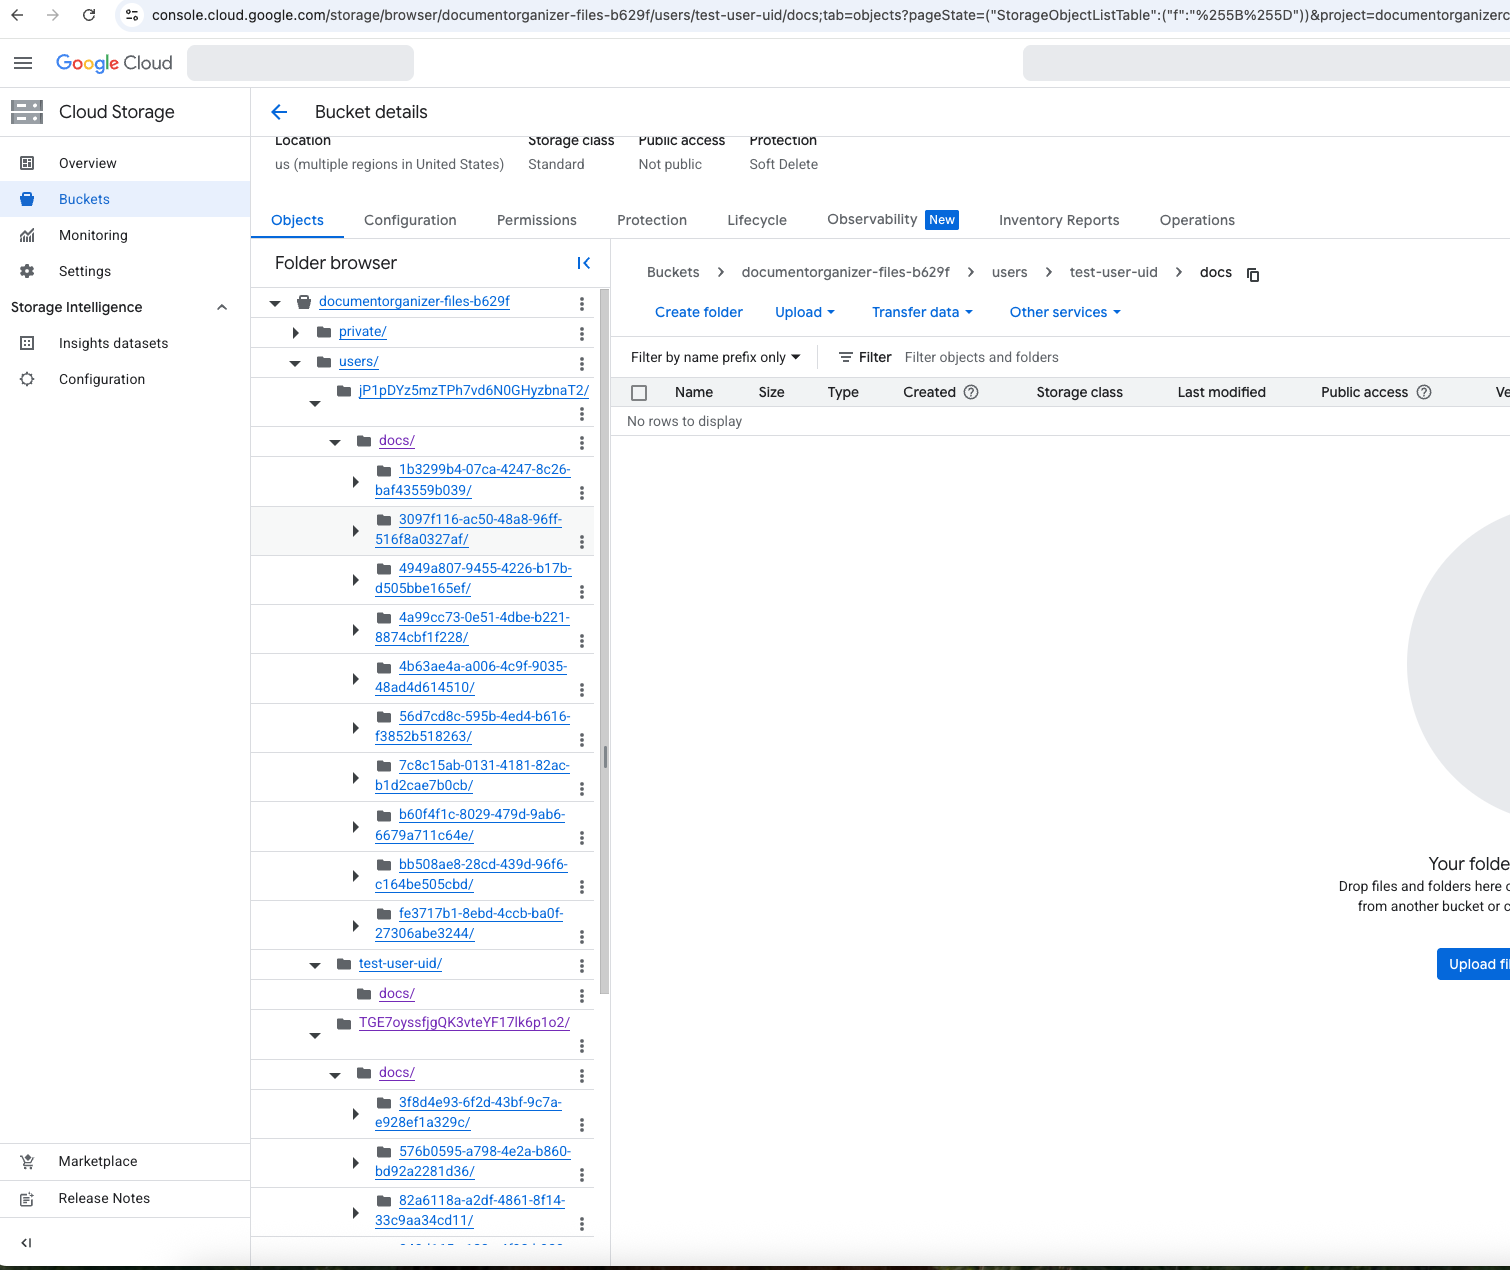 console.cloud.google.com/storage/browser/documentorganizer-files-b629f/users/test-user-uid/docs;tab=objects?pageState=("StorageObjectListTable":("f":"%255B%255D"))&project=documentorganizerc
Google Cloud
Cloud Storage
Bucket details
Location
Storage class
Public access
Protection
us (multiple regions in United States)
Standard
Not public
Soft Delete
Overview
Buckets
Monitoring
Settings
Storage Intelligence
Insights datasets
Configuration
Marketplace
Release Notes
Objects
Configuration
Permissions
Protection
Lifecycle
Observability New
Inventory Reports
Operations
Folder browser
documentorganizer-files-b629f
private/
users/
jP1pDYz5mzTPh7vd6N0GHyzbnaT2/
docs/
1b3299b4-07ca-4247-8c26-
baf43559b039/
3097f116-ac50-48a8-96ff-
516f8a0327af/
4949a807-9455-4226-b17b-
d505bbe165ef/
4a99cc73-0e51-4dbe-b221-
8874cbf1f228/
4b63ae4a-a006-4c9f-9035-
48ad4d614510/
56d7cd8c-595b-4ed4-b616-
f3852b518263/
7c8c15ab-0131-4181-82ac-
b1d2cae7b0cb/
b60f4f1c-8029-479d-9ab6-
6679a711c64e/
bb508ae8-28cd-439d-96f6-
c164be505cbd/
fe3717b1-8ebd-4ccb-ba0f-
27306abe3244/
test-user-uid/
docs/
TGE7oyssfjgQK3vteYF17lk6p1o2/
docs/
3f8d4e93-6f2d-43bf-9c7a-
e928ef1a329c/
576b0595-a798-4e2a-b860-
bd92a2281d36/
82a6118a-a2df-4861-8f14-
33c9aa34cd11/
Buckets > documentorganizer-files-b629f > users > test-user-uid > docs
Create folder
Upload
Transfer data
Other services
Filter by name prefix only
Filter
Filter objects and folders
Name
Size
Type
Created
Storage class
Last modified
Public access
Ve
No rows to display
Your folde
Drop files and folders here
from another bucket or c
Upload fi